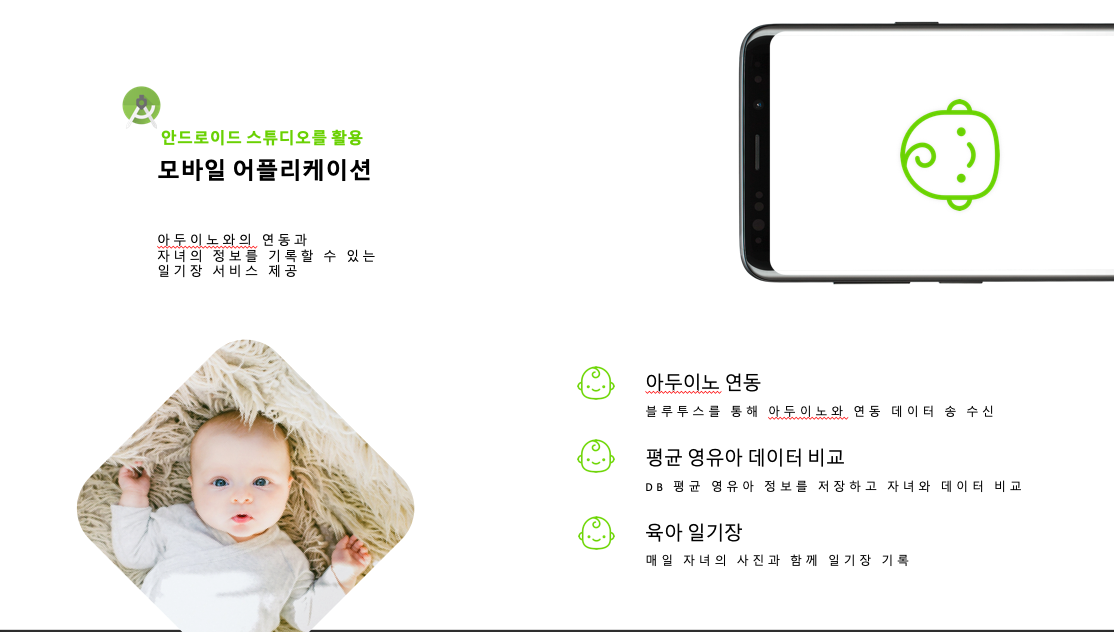 안드로이드 스튜디오를 활용
모바일 어플리케이션
아두이노와의 연동과
자녀의 정보를 기록할 수 있는
일기장 서비스 제공
아두이노 연동
블루투스를 통해 아두이노와 연동 데이터 송 수신
평균 영유아 데이터 비교
DB 평균 영유아 정보를 저장하고 자녀와 데이터 비교
육아 일기장
매일 자녀의 사진과 함께 일기장 기록